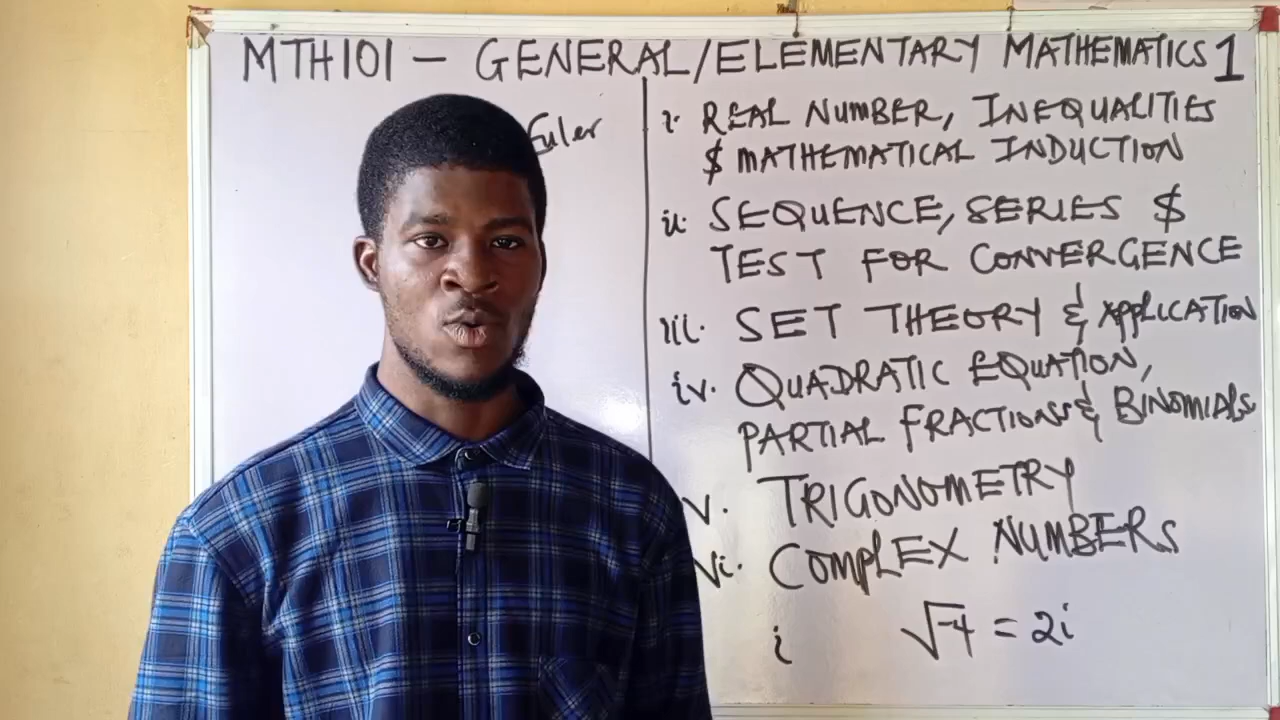 MTH101 - GENERAL/ELEMENTARY MATHEMATICS 1
Euler
i. REAL NUMBER, INEQUALITIES
& MATHEMATICAL INDUCTION
ii. SEQUENCE, SERIES &
TEST FOR CONVERGENCE
iii. SET THEORY & APPLICATION
iv. QUADRATIC EQUATION,
PARTIAL FRACTIONS & BINOMIALS
v. TRIGONOMETRY
vi. COMPLEX NUMBERS
i √-4 = 2i